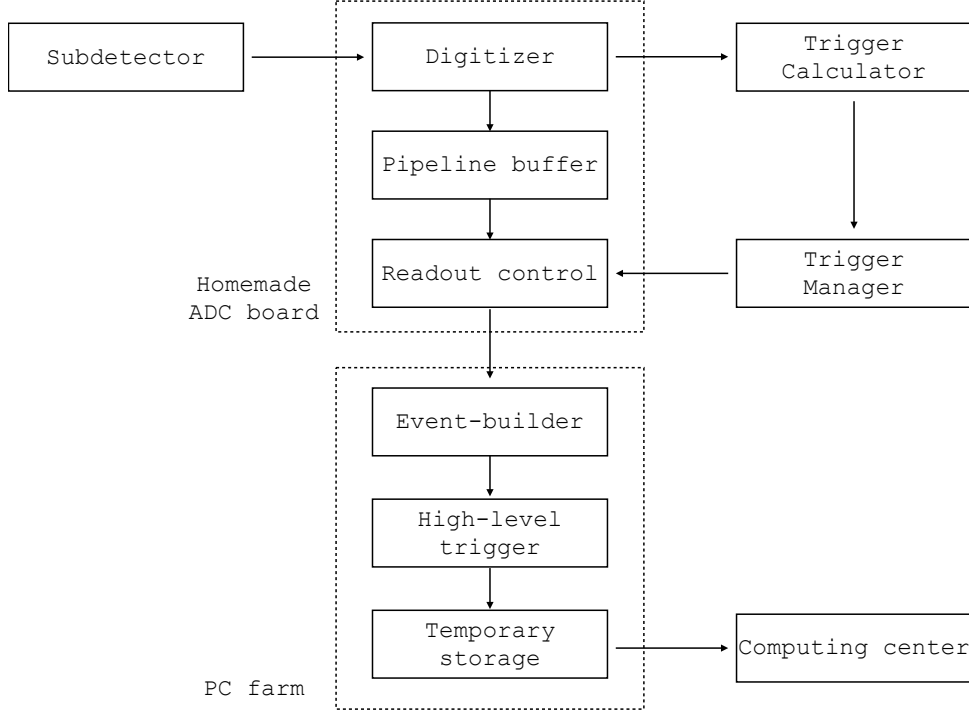 Subdetector
Digitizer
Trigger
Calculator
Pipeline buffer
Readout control
Trigger
Manager
Homemade
ADC board
Event-builder
High-level
trigger
Temporary
storage
Computing center
PC farm